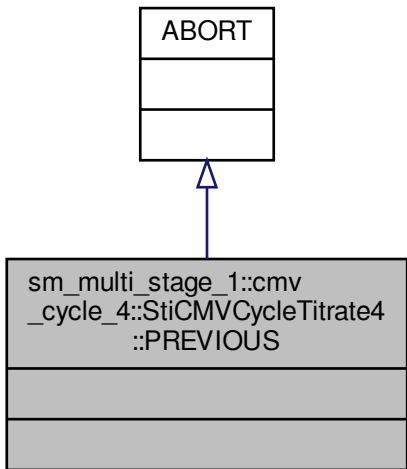 ABORT
sm_multi_stage_1::cmv
_cycle_4::StiCMVCycleTitrate4
::PREVIOUS